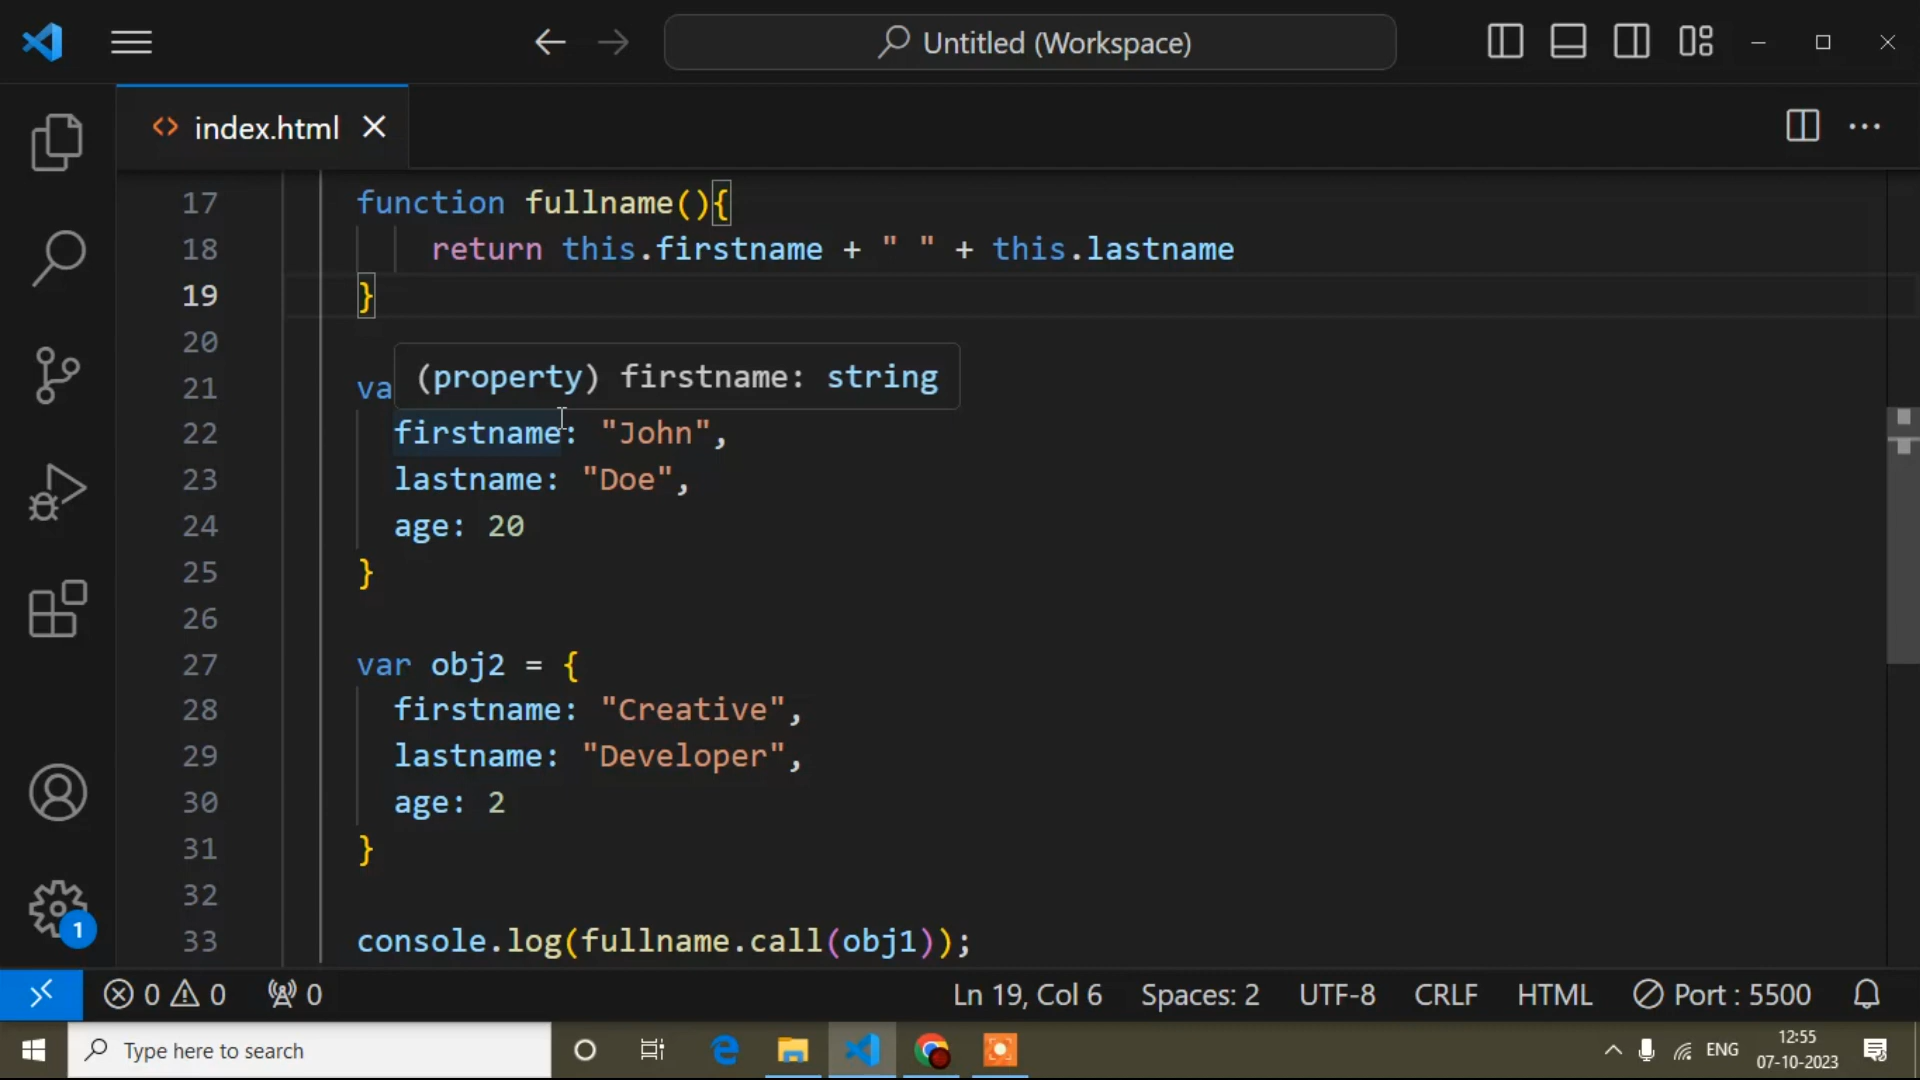 Untitled (Workspace)
index.html
17 function fullname(){
18 return this.firstname + " " + this.lastname
19 }
20
(property) firstname: string
21 va
22 firstname: "John",
23 lastname: "Doe",
24 age: 20
25 }
26
27 var obj2 = {
28 firstname: "Creative",
29 lastname: "Developer",
30 age: 2
31 }
32
33 console.log(fullname.call(obj1));
1
0 0 0 Ln 19, Col 6 Spaces: 2 UTF-8 CRLF HTML Port : 5500
Type here to search ENG 12:55
07-10-2023